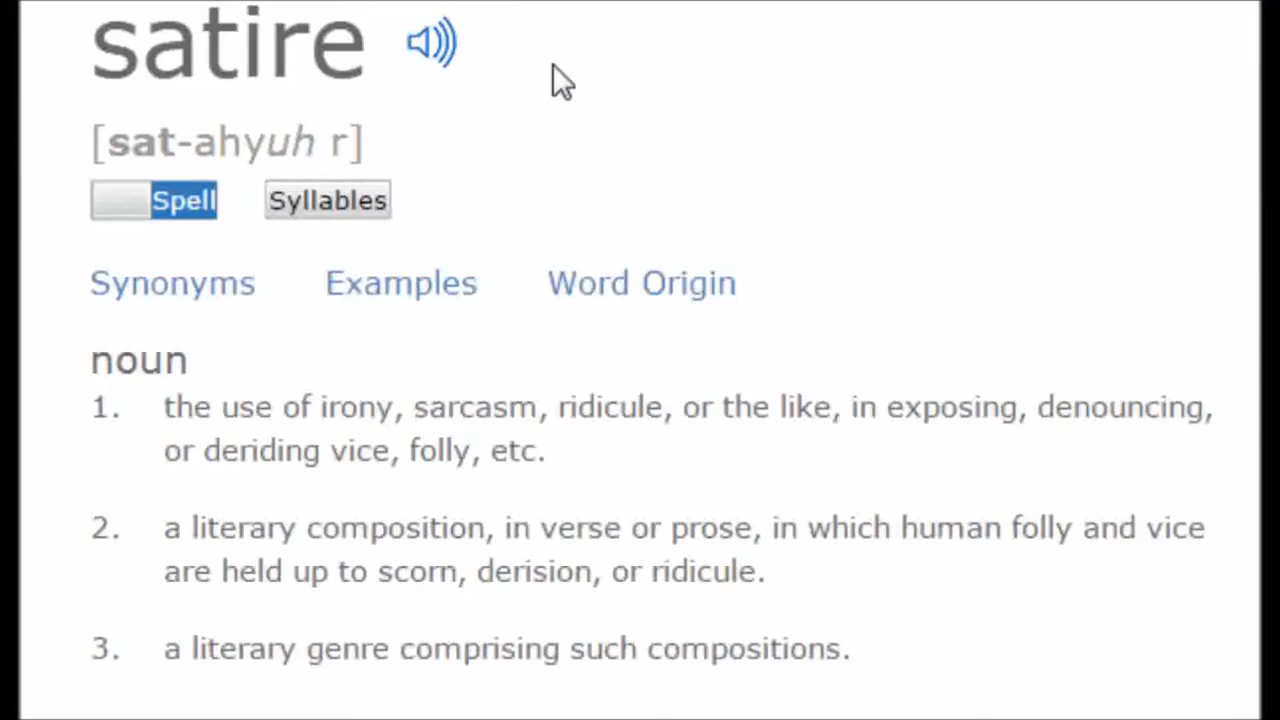 satire
[sat-ahyuh r]
Spell Syllables
Synonyms Examples Word Origin
noun
1. the use of irony, sarcasm, ridicule, or the like, in exposing, denouncing,
or deriding vice, folly, etc.
2. a literary composition, in verse or prose, in which human folly and vice
are held up to scorn, derision, or ridicule.
3. a literary genre comprising such compositions.